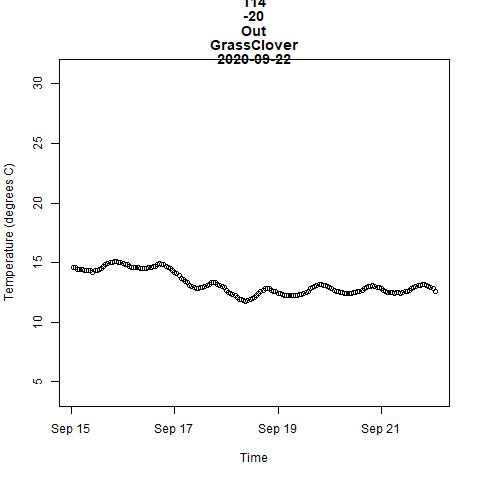 114
-20
Out
GrassClover
2020-09-22
30
25
20
15
10
5
Temperature (degrees C)
Sep 15
Sep 17
Sep 19
Sep 21
Time